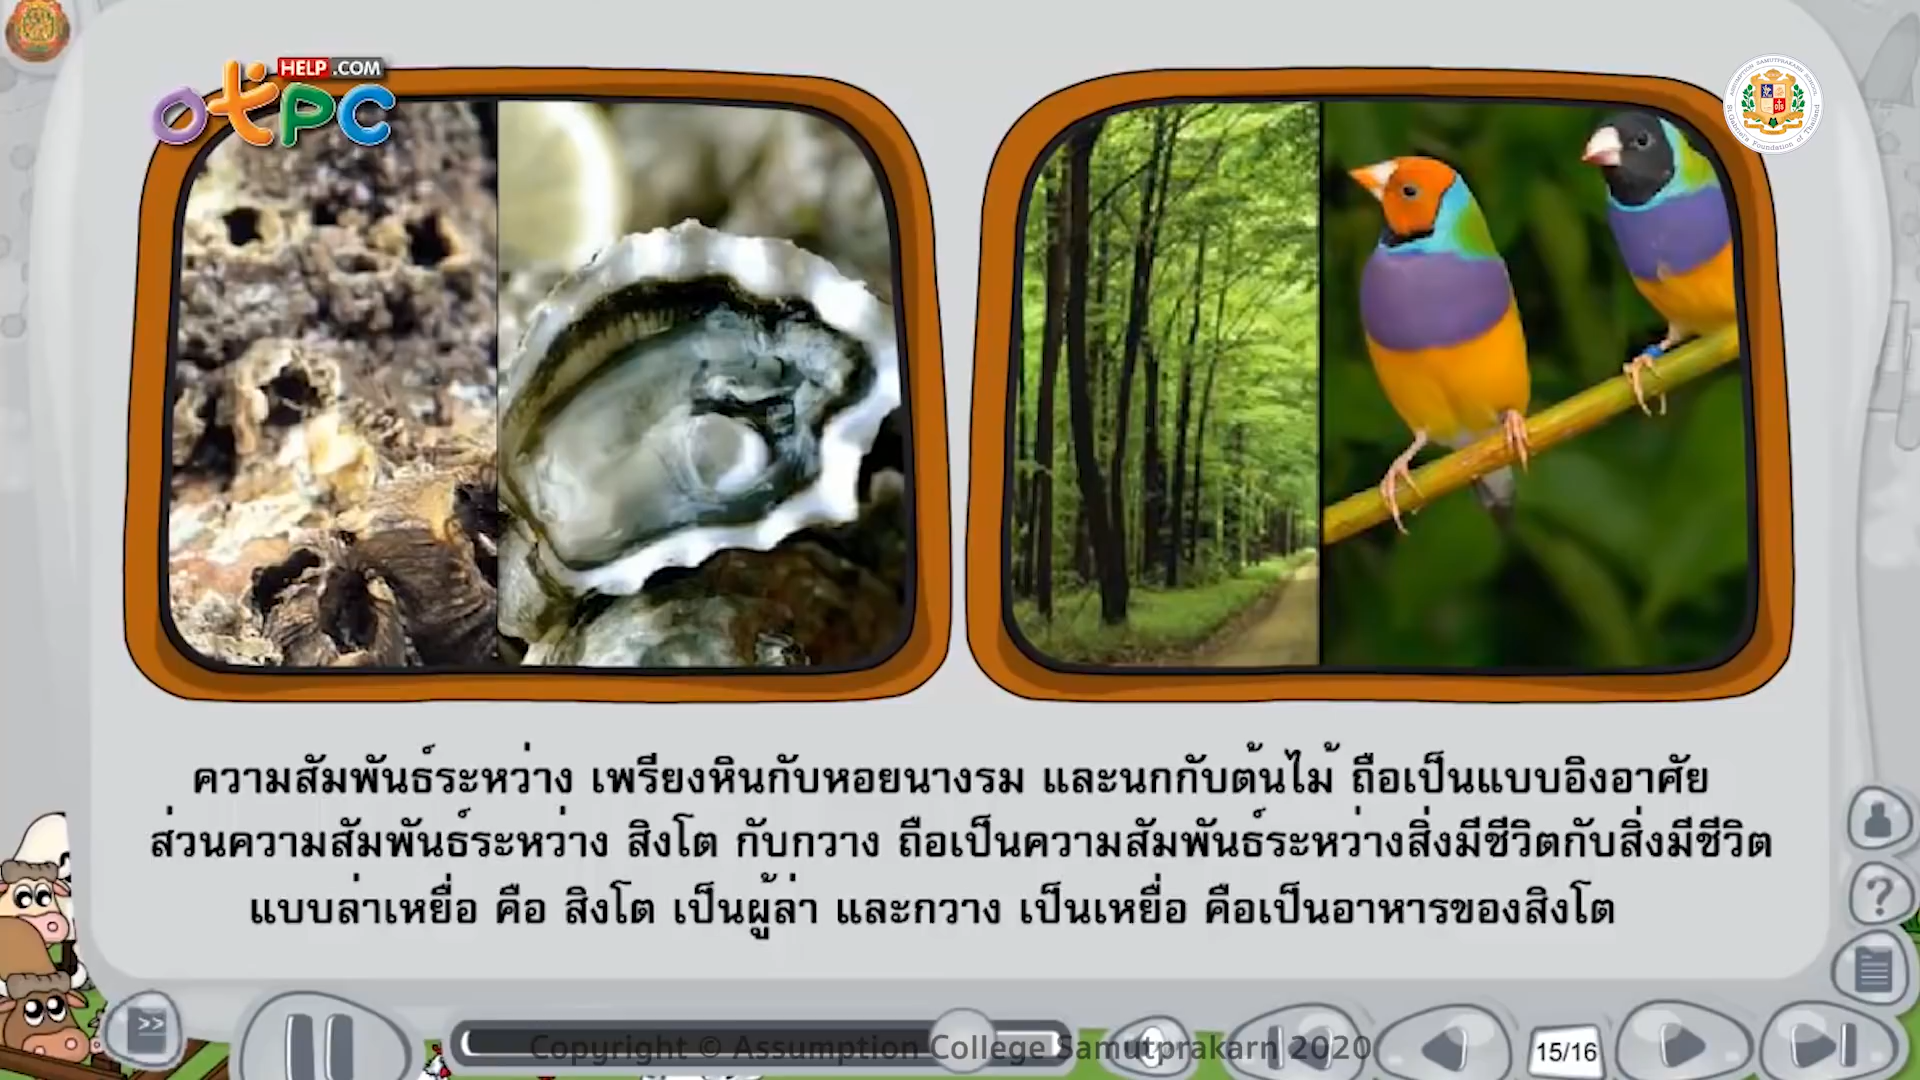 HELP.COM
otPC
ASSUMPTION SAMUTPRAKARN SCHOOL
St. Gabriel's Foundation of Thailand
ความสัมพันธ์ระหว่าง เพรียงหินกับหอยนางรม และนกกับต้นไม้ ถือเป็นแบบอิงอาศัย
ส่วนความสัมพันธ์ระหว่าง สิงโต กับกวาง ถือเป็นความสัมพันธ์ระหว่างสิ่งมีชีวิตกับสิ่งมีชีวิต
แบบล่าเหยื่อ คือ สิงโต เป็นผู้ล่า และกวาง เป็นเหยื่อ คือเป็นอาหารของสิงโต
?
>>
Copyright © Assumption College Samutprakarn 2020
15/16